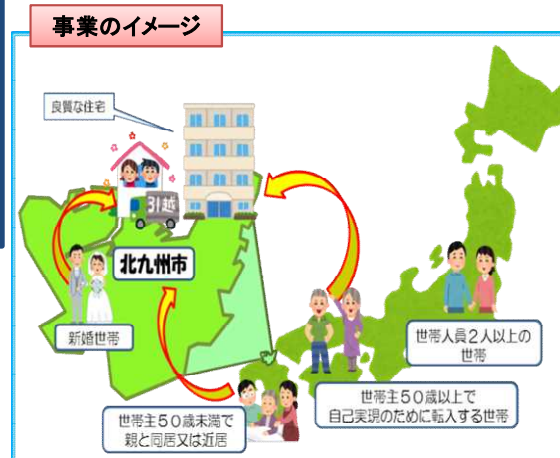 事業のイメージ
良質な住宅
引越
北九州市
新婚世帯
世帯人員２人以上の
世帯
世帯主５０歳以上で
自己実現のために転入する世帯
世帯主５０歳未満で
親と同居又は近居